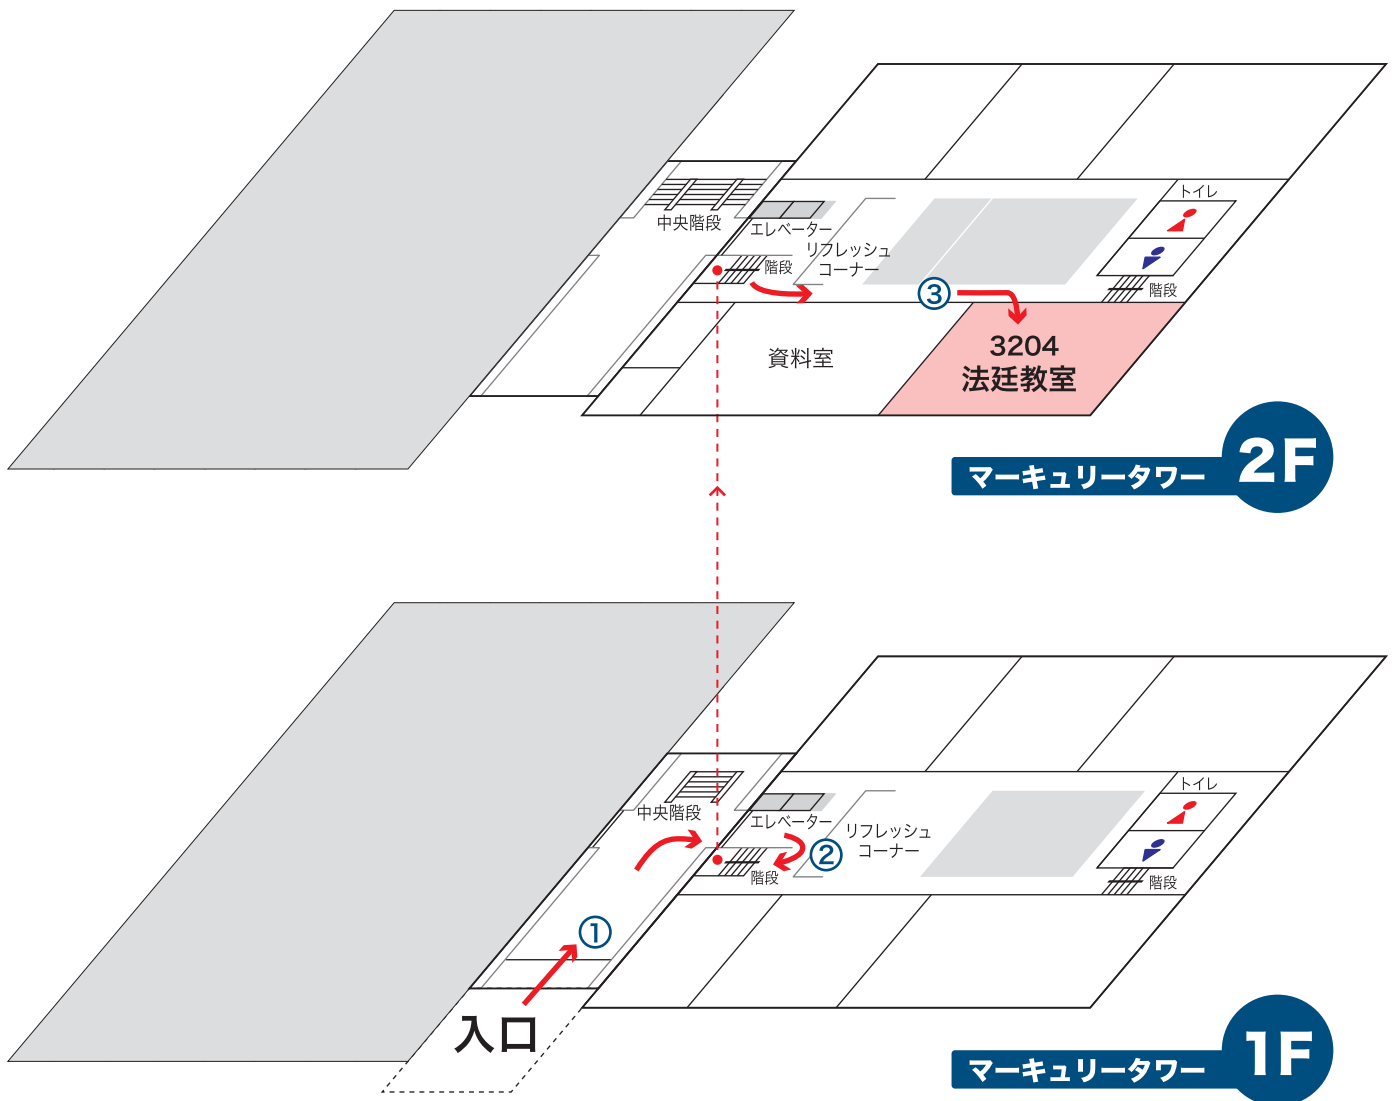 トイレ
中央階段
エレベーター
リフレッシュ
コーナー
階段
階段
③
資料室
3204
法廷教室
マーキュリータワー 2F
トイレ
中央階段
エレベーター
リフレッシュ
コーナー
②
階段
階段
①
入口
マーキュリータワー 1F